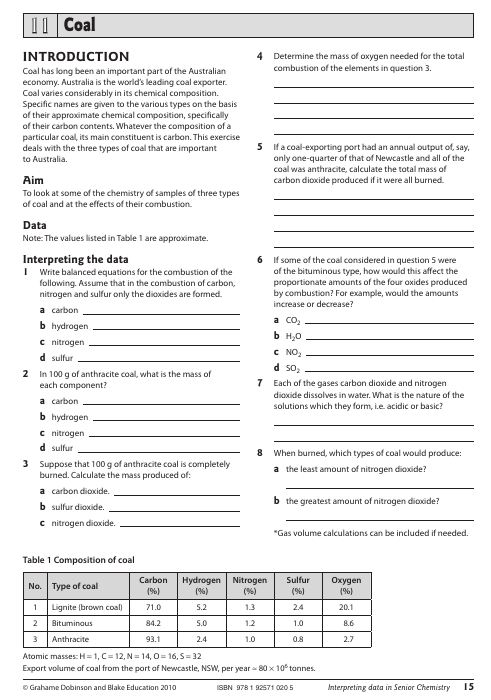 11 Coal
INTRODUCTION
Coal has long been an important part of the Australian
economy. Australia is the world's leading coal exporter.
Coal varies considerably in its chemical composition.
Specific names are given to the various types on the basis
of their approximate chemical composition, specifically
of their carbon contents. Whatever the composition of a
particular coal, its main constituent is carbon. This exercise
deals with the three types of coal that are important
to Australia.
Aim
To look at some of the chemistry of samples of three types
of coal and at the effects of their combustion.
Data
Note: The values listed in Table 1 are approximate.
Interpreting the data
1 Write balanced equations for the combustion of the
following. Assume that in the combustion of carbon,
nitrogen and sulfur only the dioxides are formed.
a carbon
b hydrogen
c nitrogen
d sulfur
2 In 100 g of anthracite coal, what is the mass of
each component?
a carbon
b hydrogen
c nitrogen
d sulfur
3 Suppose that 100 g of anthracite coal is completely
burned. Calculate the mass produced of:
a carbon dioxide.
b sulfur dioxide.
c nitrogen dioxide.
4 Determine the mass of oxygen needed for the total
combustion of the elements in question 3.
5 If a coal-exporting port had an annual output of, say,
only one-quarter of that of Newcastle and all of the
coal was anthracite, calculate the total mass of
carbon dioxide produced if it were all burned.
6 If some of the coal considered in question 5 were
of the bituminous type, how would this affect the
proportionate amounts of the four oxides produced
by combustion? For example, would the amounts
increase or decrease?
a CO₂
b H₂O
c NO₂
d SO₂
7 Each of the gases carbon dioxide and nitrogen
dioxide dissolves in water. What is the nature of the
solutions which they form, i.e. acidic or basic?
8 When burned, which types of coal would produce:
a the least amount of nitrogen dioxide?
b the greatest amount of nitrogen dioxide?
*Gas volume calculations can be included if needed.
Table 1 Composition of coal
No. Type of coal Carbon (%) Hydrogen (%) Nitrogen (%) Sulfur (%) Oxygen (%)
1 Lignite (brown coal) 71.0 5.2 1.3 2.4 20.1
2 Bituminous 84.2 5.0 1.2 1.0 8.6
3 Anthracite 93.1 2.4 1.0 0.8 2.7
Atomic masses: H = 1, C = 12, N = 14, O = 16, S = 32
Export volume of coal from the port of Newcastle, NSW, per year ≈ 80 × 10⁶ tonnes.
© Grahame Dobinson and Blake Education 2010 ISBN 978 1 92571 020 5 Interpreting data in Senior Chemistry 15